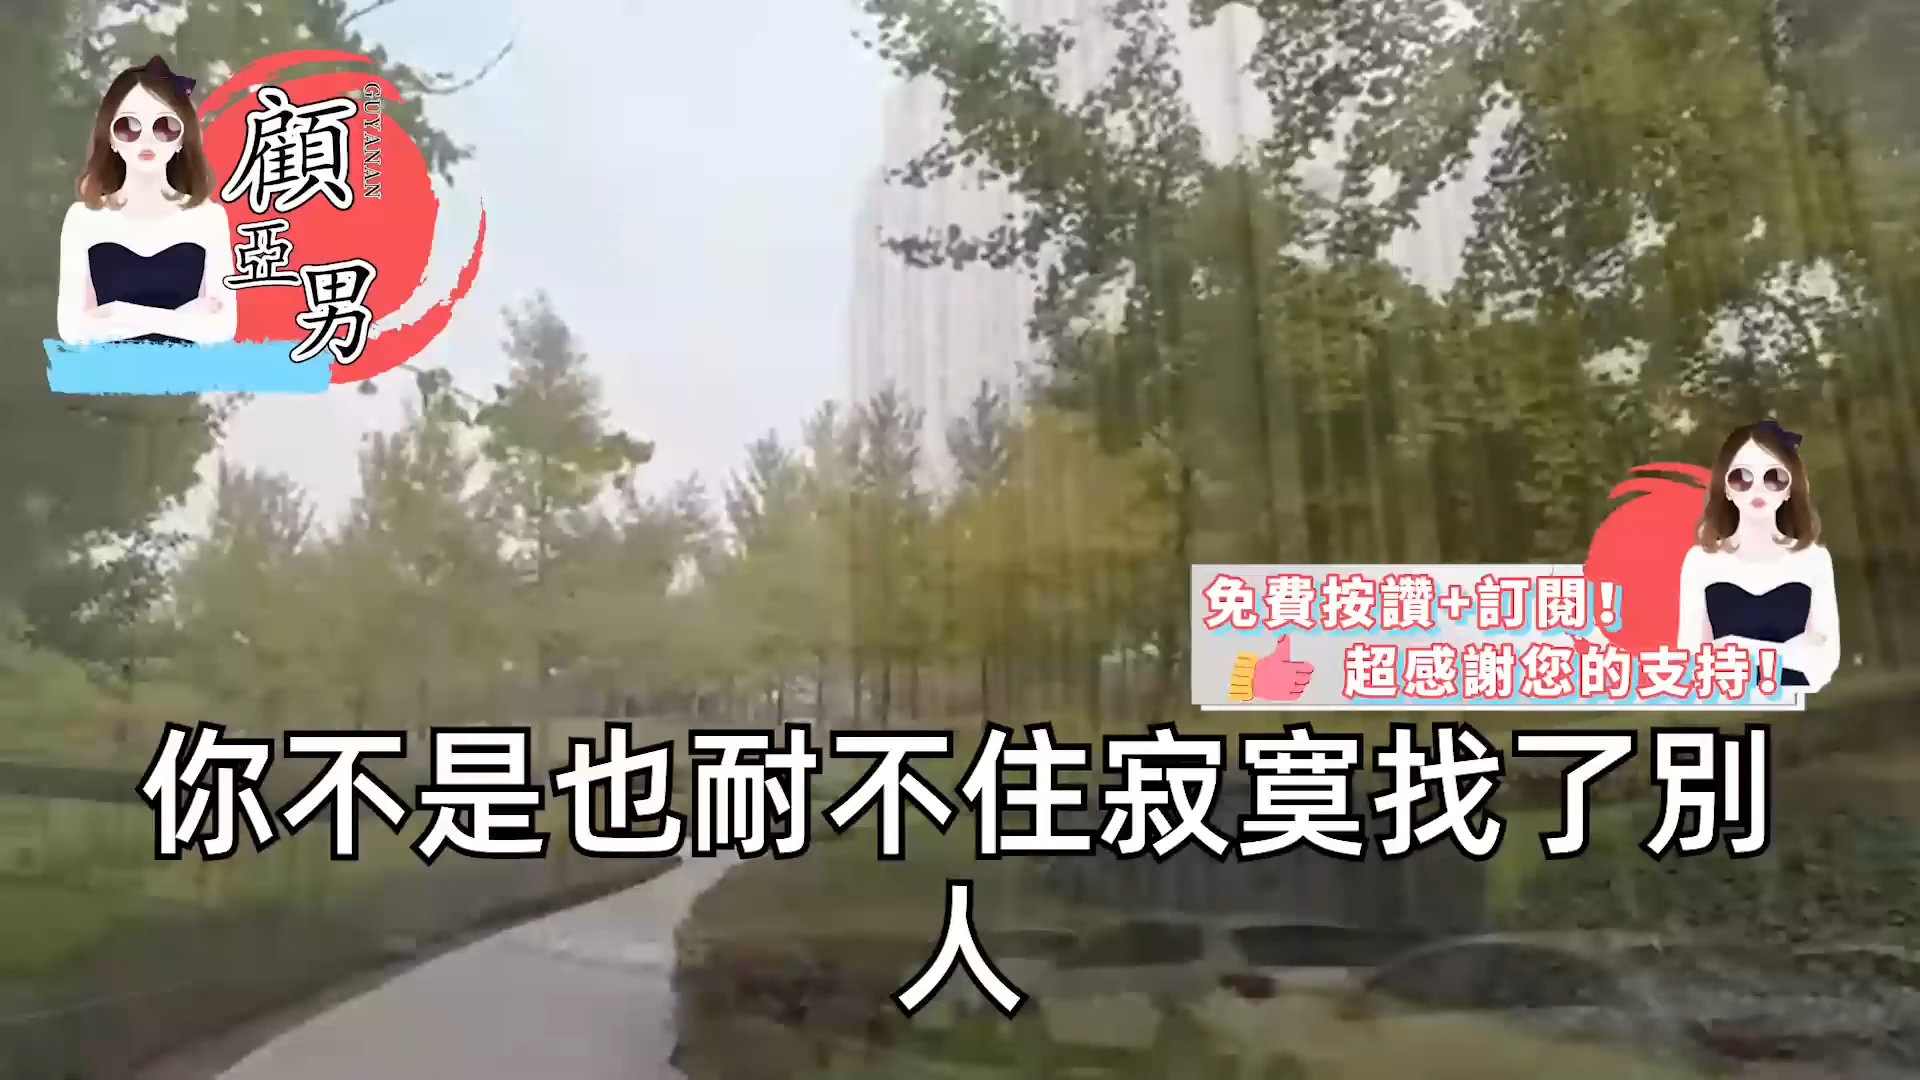 顧亞男
GUYANAN
免費按讚+訂閱！
超感謝您的支持！
你不是也耐不住寂寞找了別
人